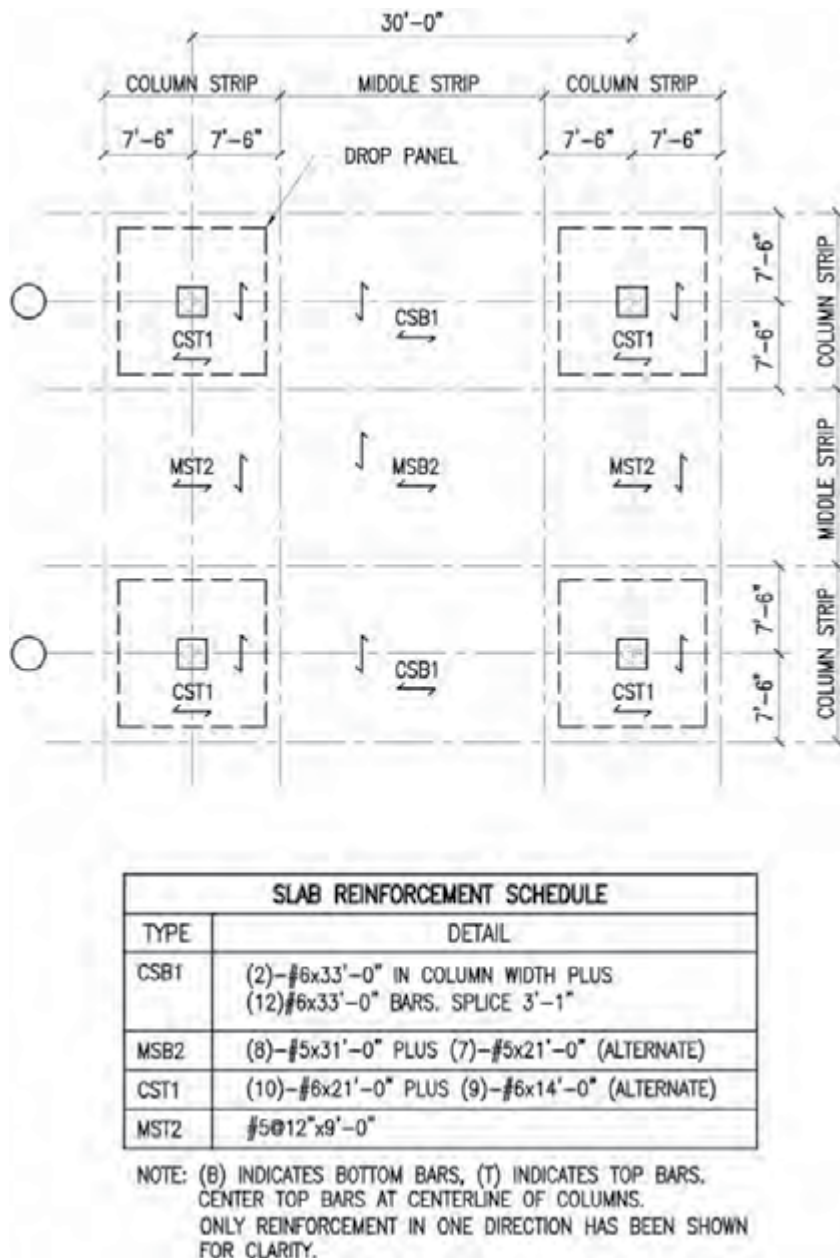 30'-0"
COLUMN STRIP MIDDLE STRIP COLUMN STRIP
7'-6" 7'-6" 7'-6" 7'-6"
DROP PANEL
7'-6"
COLUMN STRIP
CSB1
CST1 CST1
7'-6"
MST2 MSB2 MST2
MIDDLE STRIP
7'-6"
COLUMN STRIP
CSB1
CST1 CST1
7'-6"
SLAB REINFORCEMENT SCHEDULE
TYPE DETAIL
CSB1 (2)-#6x33'-0" IN COLUMN WIDTH PLUS
(12)#6x33'-0" BARS. SPLICE 3'-1"
MSB2 (8)-#5x31'-0" PLUS (7)-#5x21'-0" (ALTERNATE)
CST1 (10)-#6x21'-0" PLUS (9)-#6x14'-0" (ALTERNATE)
MST2 #5@12"x9'-0"
NOTE: (B) INDICATES BOTTOM BARS, (T) INDICATES TOP BARS.
CENTER TOP BARS AT CENTERLINE OF COLUMNS.
ONLY REINFORCEMENT IN ONE DIRECTION HAS BEEN SHOWN
FOR CLARITY.